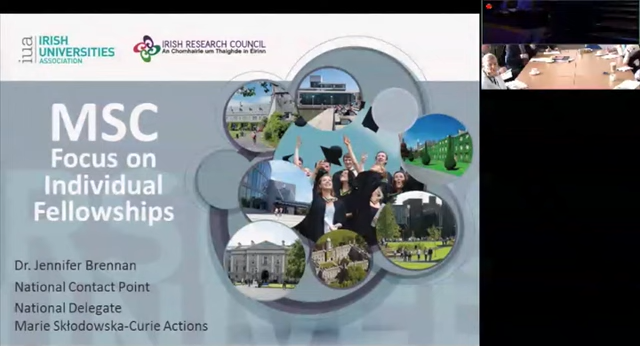 iua
IRISH
UNIVERSITIES
ASSOCIATION
IRISH RESEARCH COUNCIL
An Chomhairle um Thaighde in Éirinn
MSC
Focus on
Individual
Fellowships
Dr. Jennifer Brennan
National Contact Point
National Delegate
Marie Skłodowska-Curie Actions